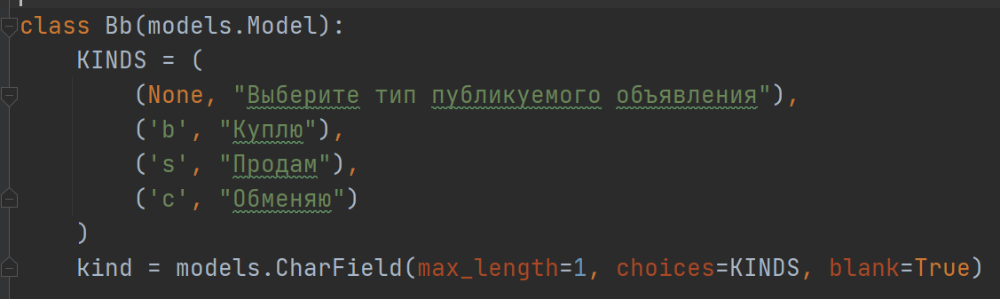 class Bb(models.Model):
    KINDS = (
        (None, "Выберите тип публикуемого объявления"),
        ('b', "Куплю"),
        ('s', "Продам"),
        ('c', "Обменяю")
    )
    kind = models.CharField(max_length=1, choices=KINDS, blank=True)